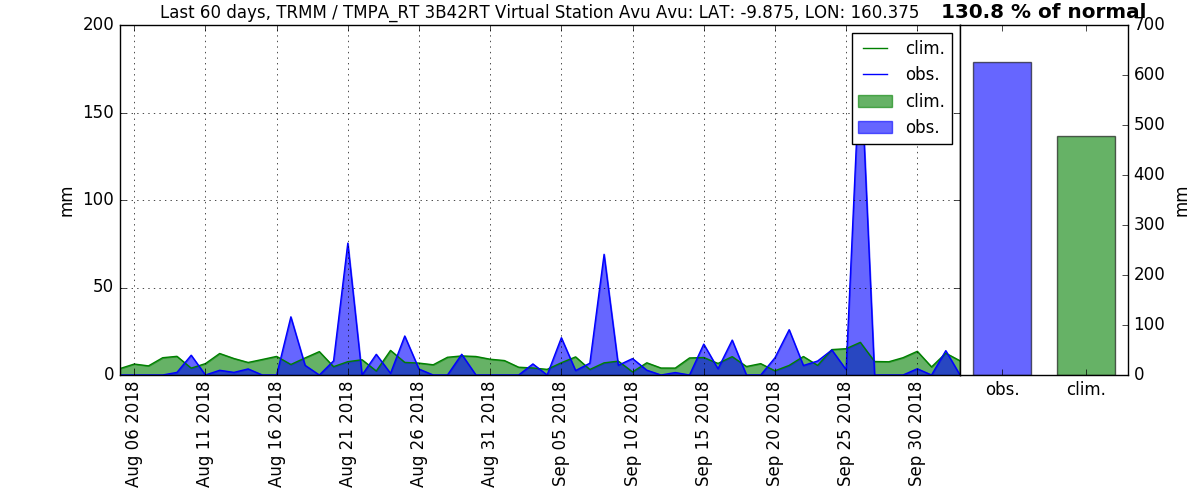 Last 60 days, TRMM / TMPA_RT 3B42RT Virtual Station Avu Avu: LAT: -9.875, LON: 160.375
130.8 % of normal
200
150
100
50
0
mm
clim.
obs.
clim.
obs.
700
600
500
400
300
200
100
0
mm
Aug 06 2018
Aug 11 2018
Aug 16 2018
Aug 21 2018
Aug 26 2018
Aug 31 2018
Sep 05 2018
Sep 10 2018
Sep 15 2018
Sep 20 2018
Sep 25 2018
Sep 30 2018
obs.
clim.